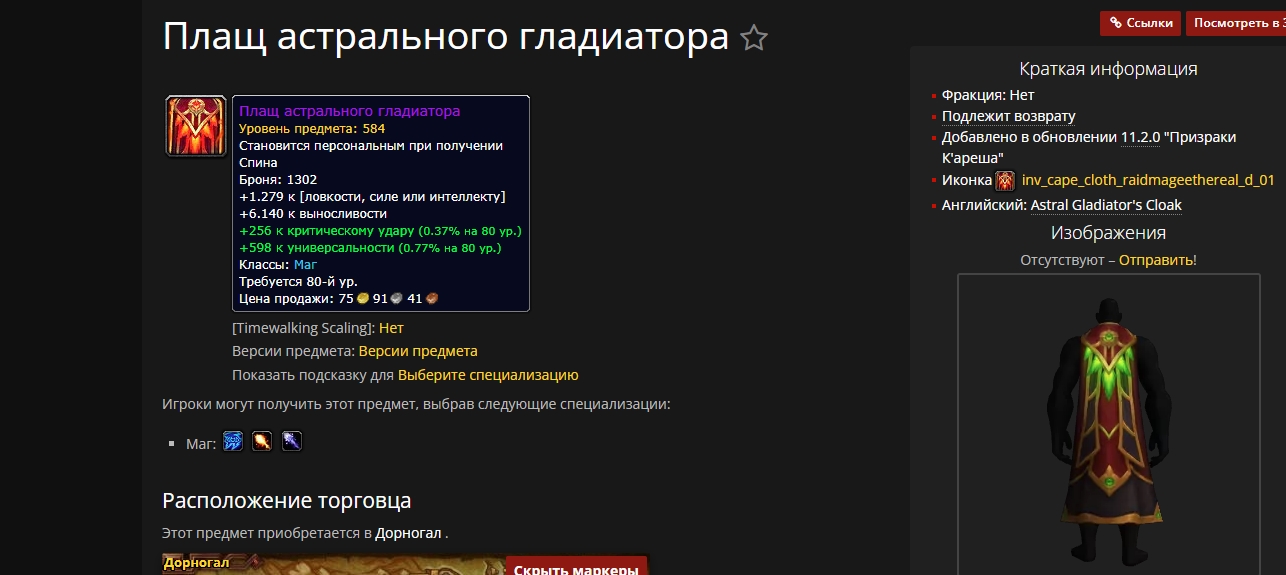 Плащ астрального гладиатора
Ссылки
Посмотреть в
Плащ астрального гладиатора
Уровень предмета: 584
Становится персональным при получении
Спина
Броня: 1302
+1.279 к [ловкости, силе или интеллекту]
+6.140 к выносливости
+256 к критическому удару (0.37% на 80 ур.)
+598 к универсальности (0.77% на 80 ур.)
Классы: Маг
Требуется 80-й ур.
Цена продажи: 75 91 41
[Timewalking Scaling]: Нет
Версии предмета: Версии предмета
Показать подсказку для Выберите специализацию
Игроки могут получить этот предмет, выбрав следующие специализации:
Маг:
Расположение торговца
Этот предмет приобретается в Дорногал .
Дорногал
Скрыть маркеры
Краткая информация
Фракция: Нет
Подлежит возврату
Добавлено в обновлении 11.2.0 "Призраки
К'ареша"
Иконка inv_cape_cloth_raidmageethereal_d_01
Английский: Astral Gladiator's Cloak
Изображения
Отсутствуют – Отправить!